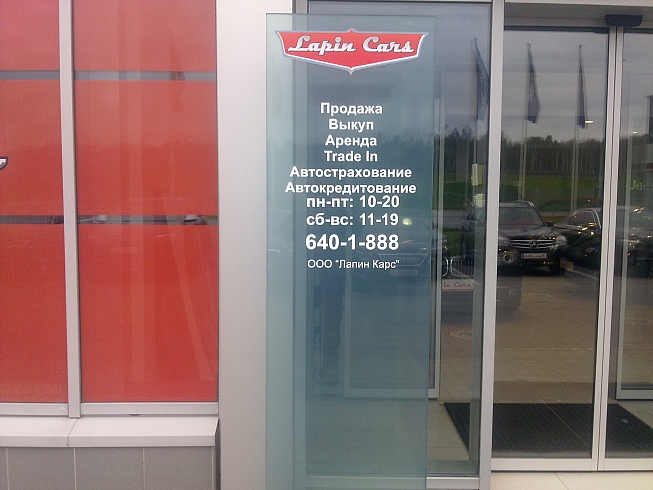 Lapin Cars
Продажа
Выкуп
Аренда
Trade In
Автострахование
Автокредитование
пн-пт: 10-20
сб-вс: 11-19
640-1-888
ООО "Лапин Карс"